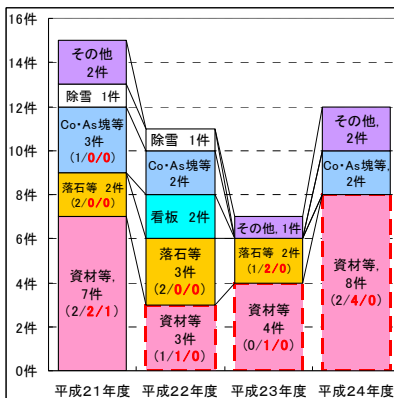 16件
14件
12件
10件
8件
6件
4件
2件
0件
その他
2件
除雪 1件
Co・As塊等
3件
(1/0/0)
落石等 2件
(2/0/0)
資材等,
7件
(2/2/1)
除雪 1件
Co・As塊等
2件
看板 2件
落石等
3件
(2/0/0)
資材等
3件
(1/1/0)
その他, 1件
落石等 2件
(1/2/0)
資材等
4件
(0/1/0)
その他,
2件
Co・As塊等,
2件
資材等,
8件
(2/4/0)
平成21年度 平成22年度 平成23年度 平成24年度